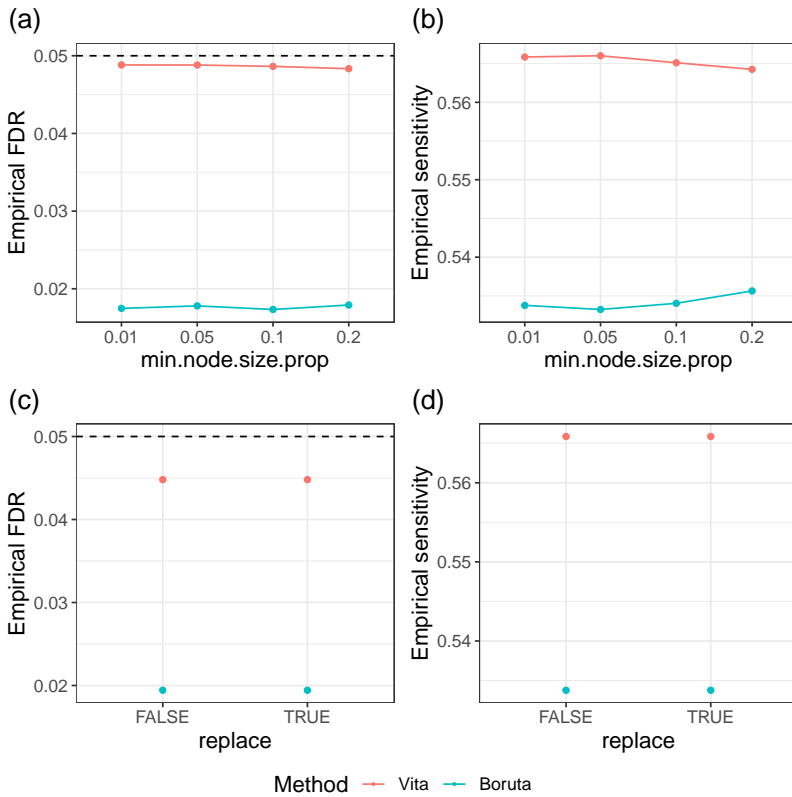 (a)
Empirical FDR
0.05
0.04
0.03
0.02
0.01 0.05 0.1 0.2
min.node.size.prop
(b)
Empirical sensitivity
0.56
0.55
0.54
0.01 0.05 0.1 0.2
min.node.size.prop
(c)
Empirical FDR
0.05
0.04
0.03
0.02
FALSE TRUE
replace
(d)
Empirical sensitivity
0.56
0.55
0.54
FALSE TRUE
replace
Method Vita Boruta